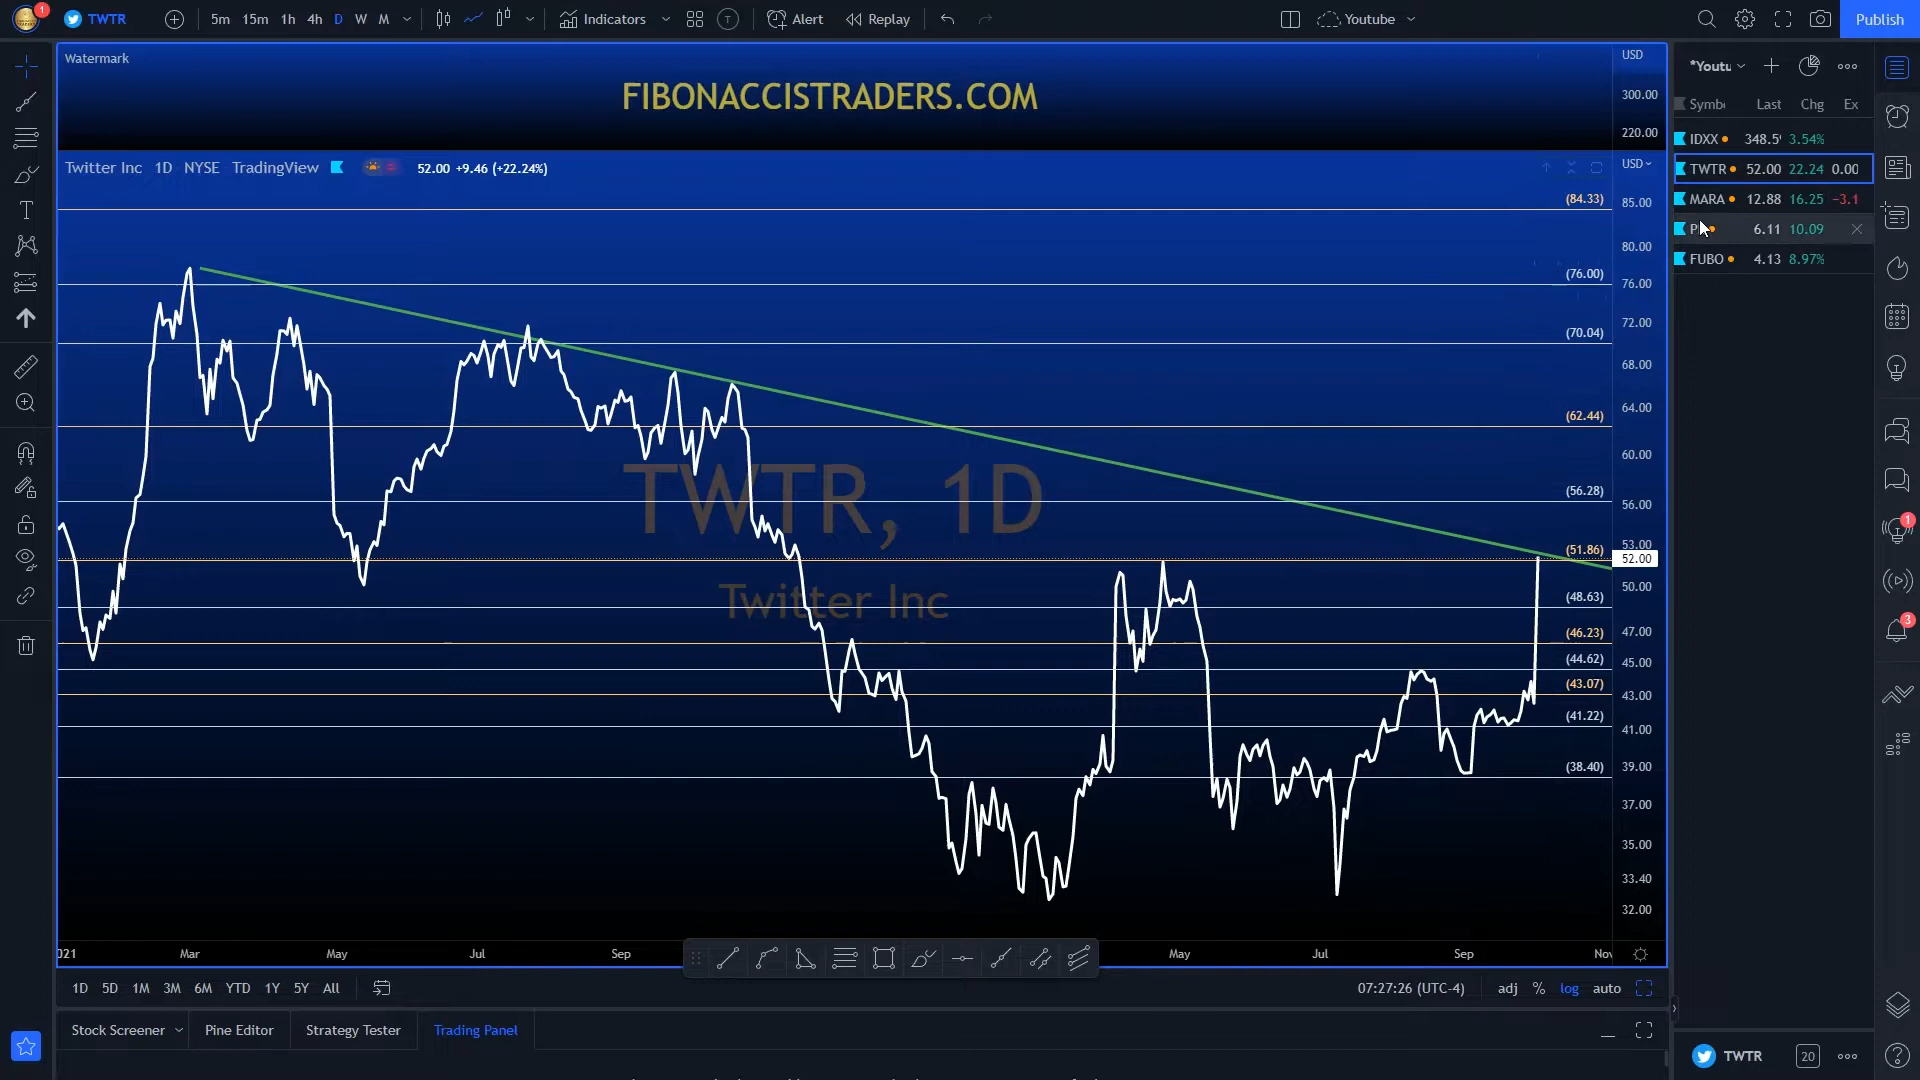 1
TWTR 5m 15m 1h 4h D W M Indicators T Alert Replay Youtube Publish
Watermark
FIBONACCISTRADERS.COM
USD
300.00
220.00
Twitter Inc 1D NYSE TradingView 52.00 +9.46 (+22.24%)
USD
(84.33)
(76.00)
(70.04)
(62.44)
(56.28)
(51.86)
(48.63)
(46.23)
(44.62)
(43.07)
(41.22)
(38.40)
85.00
80.00
76.00
72.00
68.00
64.00
60.00
56.00
53.00
52.00
50.00
47.00
45.00
43.00
41.00
39.00
37.00
35.00
33.40
32.00
TWTR, 1D
Twitter Inc
Mar May Jul Sep May Jul Sep
1D 5D 1M 3M 6M YTD 1Y 5Y All
07:27:26 (UTC-4) adj % log auto
Stock Screener Pine Editor Strategy Tester Trading Panel
*Youtu
Last Chg Ex
IDXX 348.5 3.54%
TWTR 52.00 22.24 0.00
MARA 12.88 16.25 −3.1
6.11 10.09
FUBO 4.13 8.97%
1
3
TWTR 20